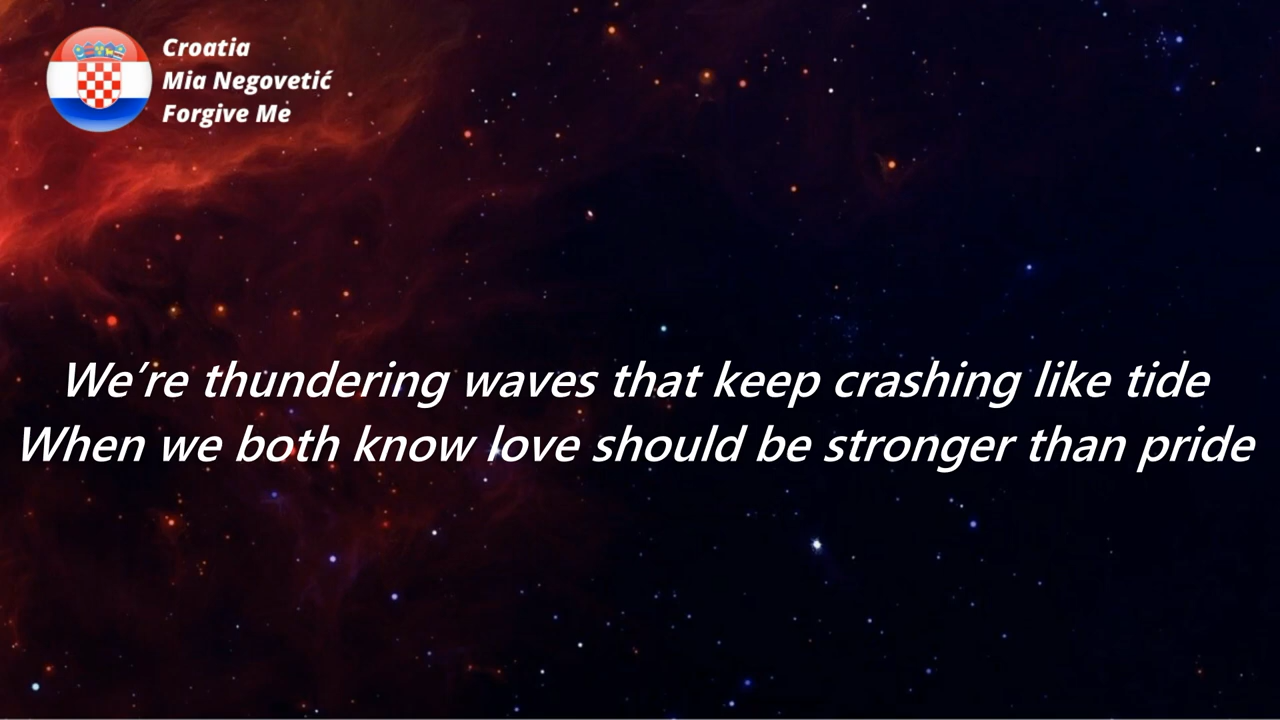 Croatia
Mia Negovetić
Forgive Me
We’re thundering waves that keep crashing like tide
When we both know love should be stronger than pride